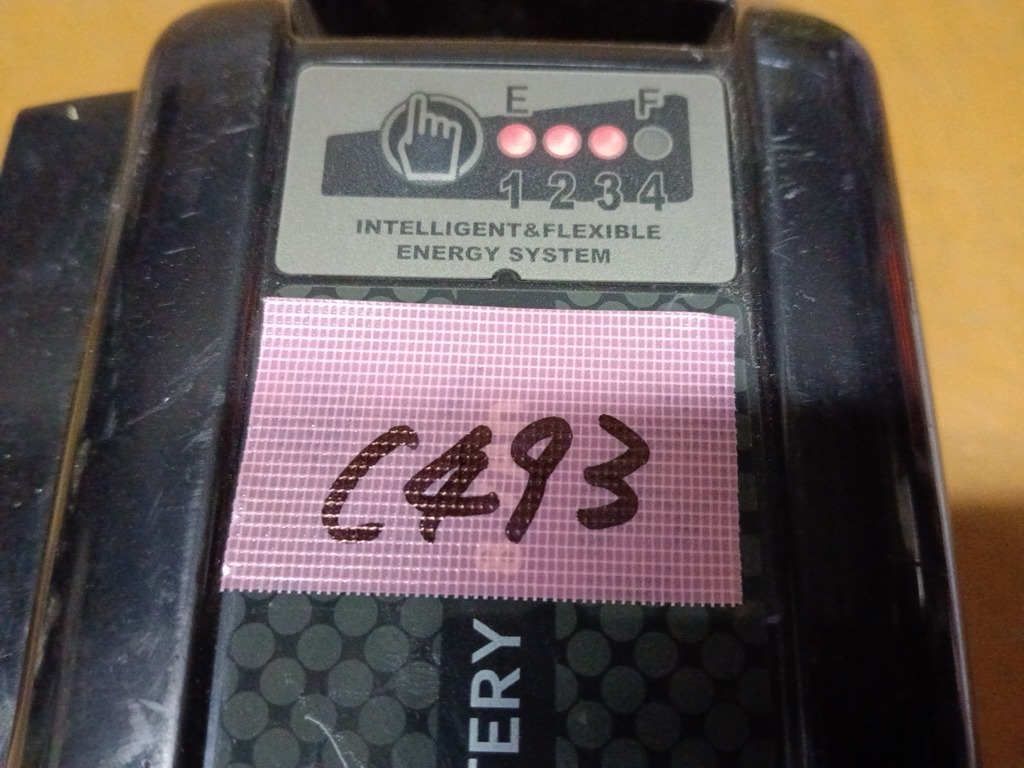 E F
1 2 3 4
INTELLIGENT&FLEXIBLE
ENERGY SYSTEM
C493
TERY